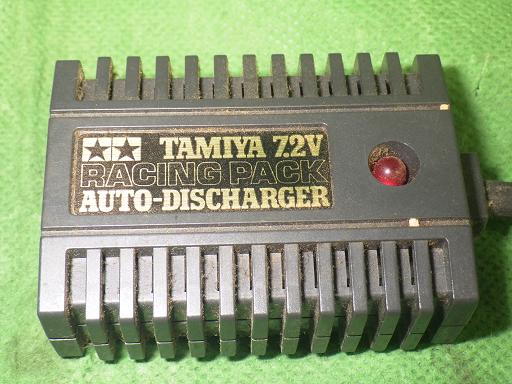 TAMIYA 7.2V
RACING PACK
AUTO-DISCHARGER